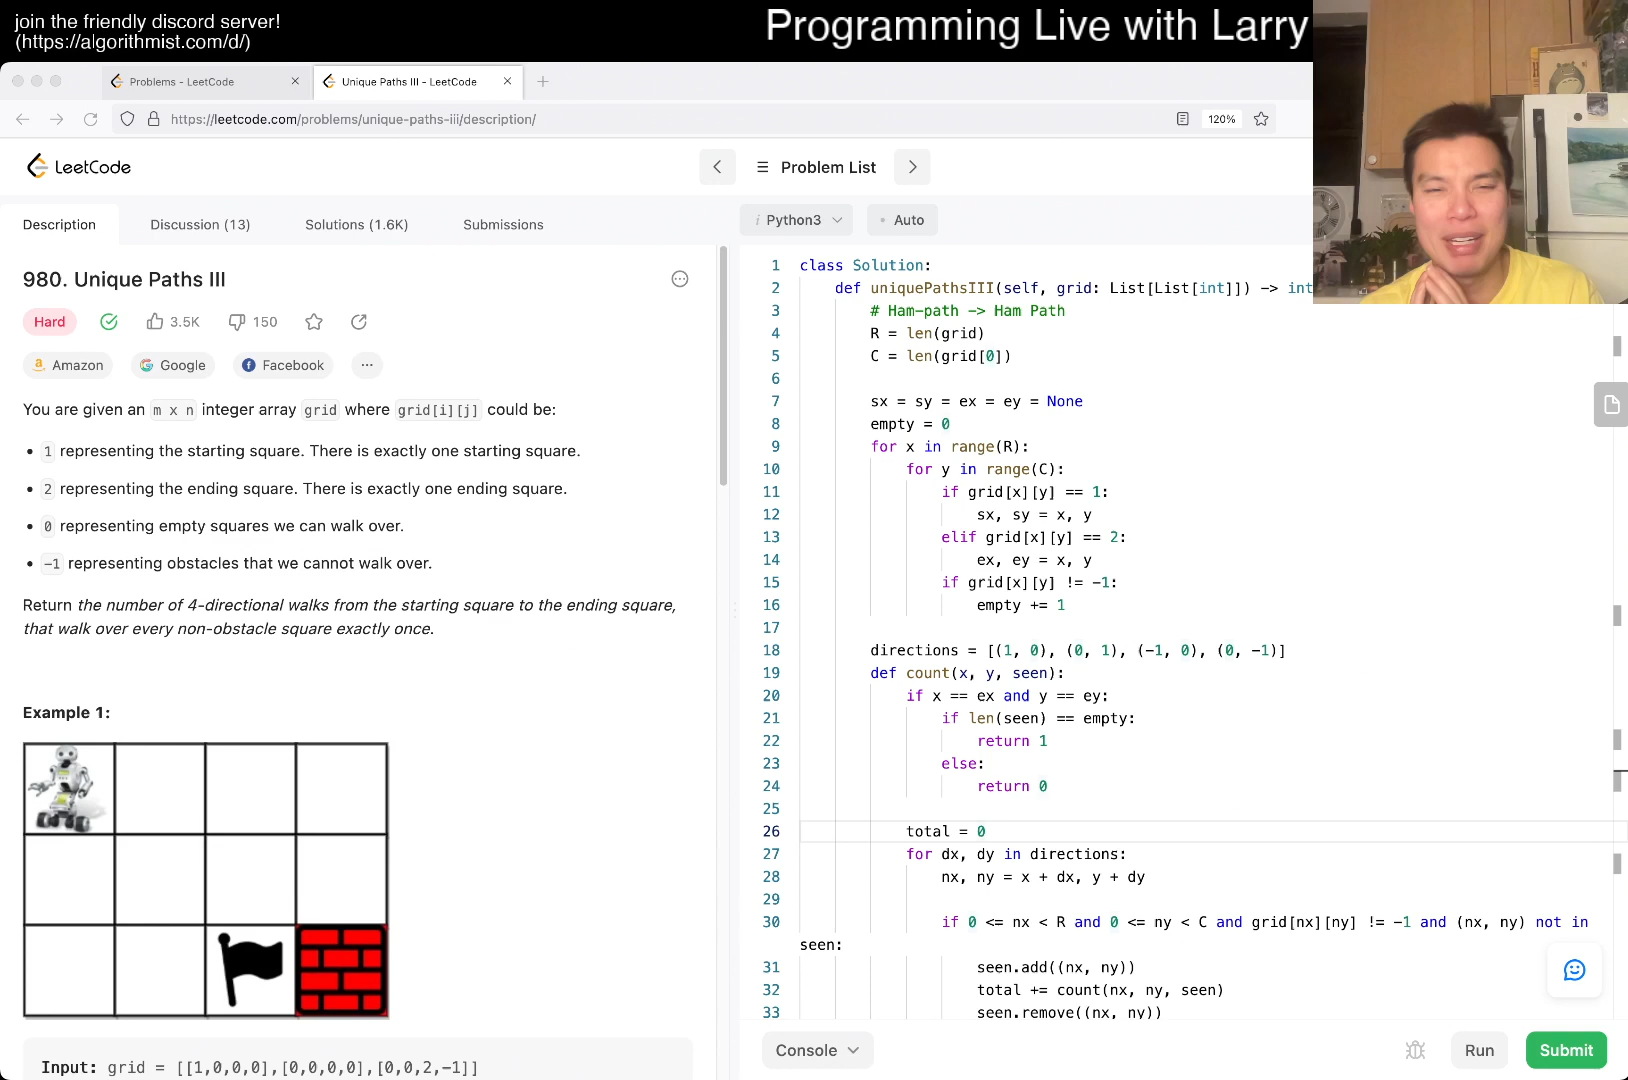 join the friendly discord server!
(https://algorithmist.com/d/)
Programming Live with Larry
Problems - LeetCode
Unique Paths III - LeetCode
https://leetcode.com/problems/unique-paths-iii/description/
120%
LeetCode
Problem List
Description
Discussion (13)
Solutions (1.6K)
Submissions
980. Unique Paths III
Hard
3.5K
150
Amazon
Google
Facebook
You are given an m x n integer array grid where grid[i][j] could be:
• 1 representing the starting square. There is exactly one starting square.
• 2 representing the ending square. There is exactly one ending square.
• 0 representing empty squares we can walk over.
• -1 representing obstacles that we cannot walk over.
Return the number of 4-directional walks from the starting square to the ending square,
that walk over every non-obstacle square exactly once.
Example 1:
Input: grid = [[1,0,0,0],[0,0,0,0],[0,0,2,-1]]
i Python3
• Auto
1 class Solution:
2 def uniquePathsIII(self, grid: List[List[int]]) -> int
3 # Ham-path -> Ham Path
4 R = len(grid)
5 C = len(grid[0])
6
7 sx = sy = ex = ey = None
8 empty = 0
9 for x in range(R):
10 for y in range(C):
11 if grid[x][y] == 1:
12 sx, sy = x, y
13 elif grid[x][y] == 2:
14 ex, ey = x, y
15 if grid[x][y] != -1:
16 empty += 1
17
18 directions = [(1, 0), (0, 1), (-1, 0), (0, -1)]
19 def count(x, y, seen):
20 if x == ex and y == ey:
21 if len(seen) == empty:
22 return 1
23 else:
24 return 0
25
26 total = 0
27 for dx, dy in directions:
28 nx, ny = x + dx, y + dy
29
30 if 0 <= nx < R and 0 <= ny < C and grid[nx][ny] != -1 and (nx, ny) not in
seen:
31 seen.add((nx, ny))
32 total += count(nx, ny, seen)
33 seen.remove((nx, ny))
Console
Run
Submit